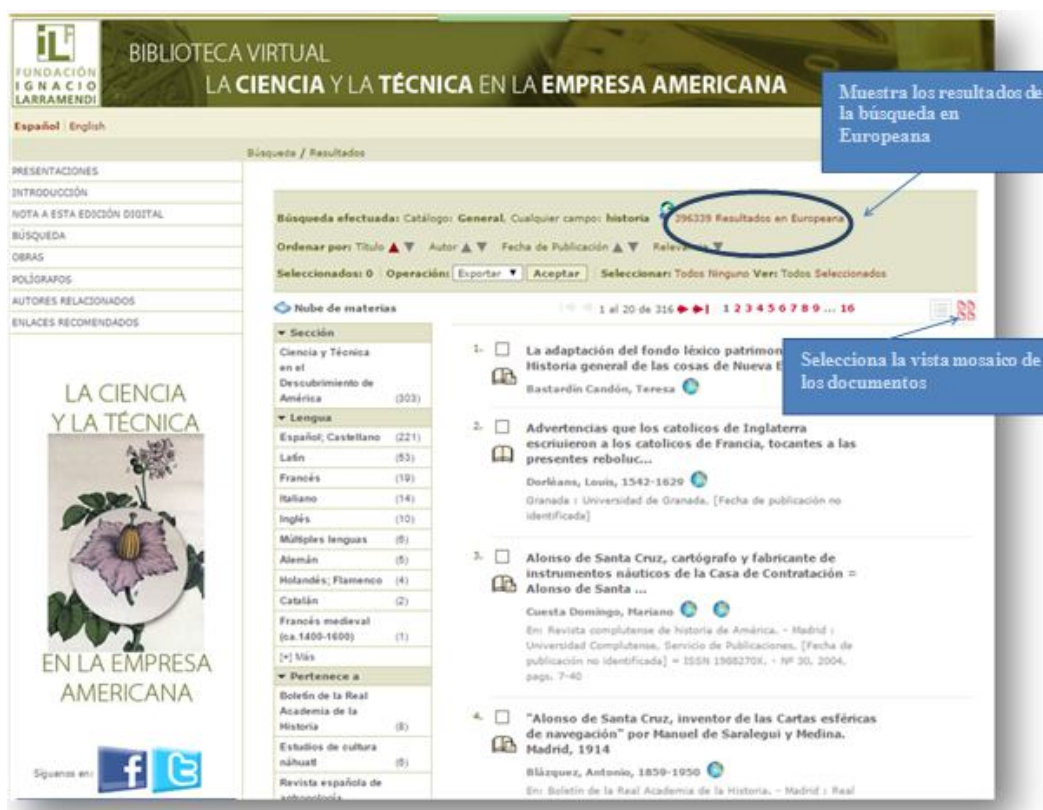 FUNDACIÓN
IGNACIO
LARRAMENDI
BIBLIOTECA VIRTUAL
LA CIENCIA Y LA TÉCNICA EN LA EMPRESA AMERICANA
Muestra los resultados de
la búsqueda en
Europeana
Español | English
Búsqueda / Resultados
PRESENTACIONES
INTRODUCCIÓN
NOTA A ESTA EDICIÓN DIGITAL
BÚSQUEDA
OBRAS
POLÍGRAFOS
AUTORES RELACIONADOS
ENLACES RECOMENDADOS
LA CIENCIA
Y LA TÉCNICA
EN LA EMPRESA
AMERICANA
Síguenos en:
Búsqueda efectuada: Catálogo: General. Cualquier campo: historia 396339 Resultados en Europeana
Ordenar por: Título Autor Fecha de Publicación Relevancia
Seleccionados: 0 Operación: Exportar Aceptar Seleccionar: Todos Ninguno Ver: Todos Seleccionados
Nube de materias
1 al 20 de 316 1 2 3 4 5 6 7 8 9 ... 16
Sección
Ciencia y Técnica
en el
Descubrimiento de
América (303)
Lengua
Español; Castellano (221)
Latín (53)
Francés (19)
Italiano (14)
Inglés (10)
Múltiples lenguas (6)
Alemán (5)
Holandés; Flamenco (4)
Catalán (2)
Francés medieval
(ca.1400-1600) (1)
[+] Más
Pertenece a
Boletín de la Real
Academia de la
Historia (8)
Estudios de cultura
náhuatl (6)
Revista española de
antropología
Selecciona la vista mosaico de
los documentos
1. La adaptación del fondo léxico
Historia general de las cosas de Nueva
Bastardín Candón, Teresa
2. Advertencias que los catolicos de Inglaterra
escriuieron a los catolicos de Francia, tocantes a las
presentes reboluc...
Dorléans, Louis, 1542-1629
Granada : Universidad de Granada, [Fecha de publicación no
identificada]
3. Alonso de Santa Cruz, cartógrafo y fabricante de
instrumentos náuticos de la Casa de Contratación =
Alonso de Santa ...
Cuesta Domingo, Mariano
En: Revista complutense de historia de América. - Madrid :
Universidad Complutense, Servicio de Publicaciones, [Fecha de
publicación no identificada] = ISSN 1988270X. - Nº 30, 2004,
pags. 7-40
4. "Alonso de Santa Cruz, inventor de las Cartas esféricas
de navegación" por Manuel de Saralegui y Medina.
Madrid, 1914
Blázquez, Antonio, 1859-1950
En: Boletín de la Real Academia de la Historia. - Madrid : Real